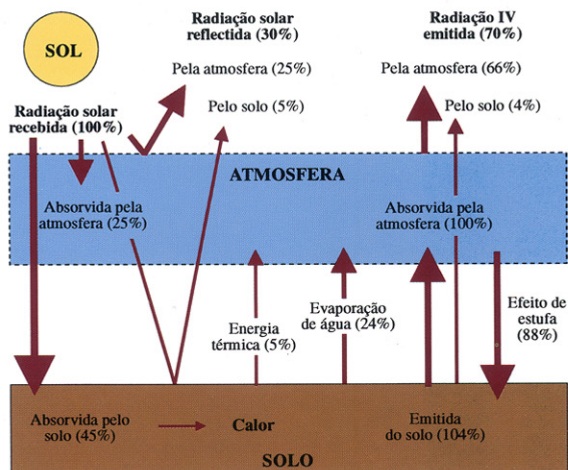 SOL
Radiação solar
reflectida (30%)
Pela atmosfera (25%)
Pelo solo (5%)
Radiação IV
emitida (70%)
Pela atmosfera (66%)
Pelo solo (4%)
Radiação solar
recebida (100%)
ATMOSFERA
Absorvida pela
atmosfera (25%)
Absorvida pela
atmosfera (100%)
Energia
térmica (5%)
Evaporação
de água (24%)
Efeito de
estufa (88%)
Absorvida pelo
solo (45%)
Calor
Emitida
do solo (104%)
SOLO